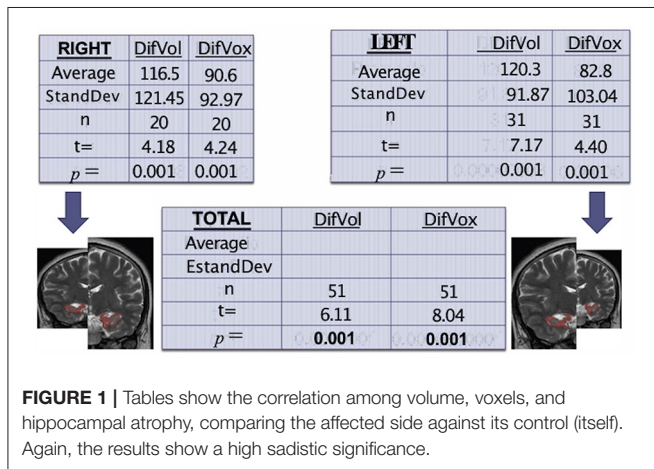 RIGHT DifVol DifVox
Average 116.5 90.6
StandDev 121.45 92.97
n 20 20
t= 4.18 4.24
p = 0.001 0.001
LEFT DifVol DifVox
Average 120.3 82.8
StandDev 91.87 103.04
n 31 31
t= 7.17 4.40
p = 0.001 0.001
TOTAL DifVol DifVox
Average
EstandDev
n 51 51
t= 6.11 8.04
p = 0.001 0.001
FIGURE 1 | Tables show the correlation among volume, voxels, and
hippocampal atrophy, comparing the affected side against its control (itself).
Again, the results show a high sadistic significance.